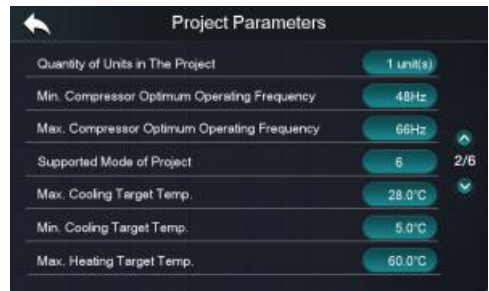 Project Parameters
Quantity of Units in The Project 1 unit(s)
Min. Compressor Optimum Operating Frequency 48Hz
Max. Compressor Optimum Operating Frequency 66Hz
Supported Mode of Project 6
2/6
Max. Cooling Target Temp. 28.0°C
Min. Cooling Target Temp. 5.0°C
Max. Heating Target Temp. 60.0°C